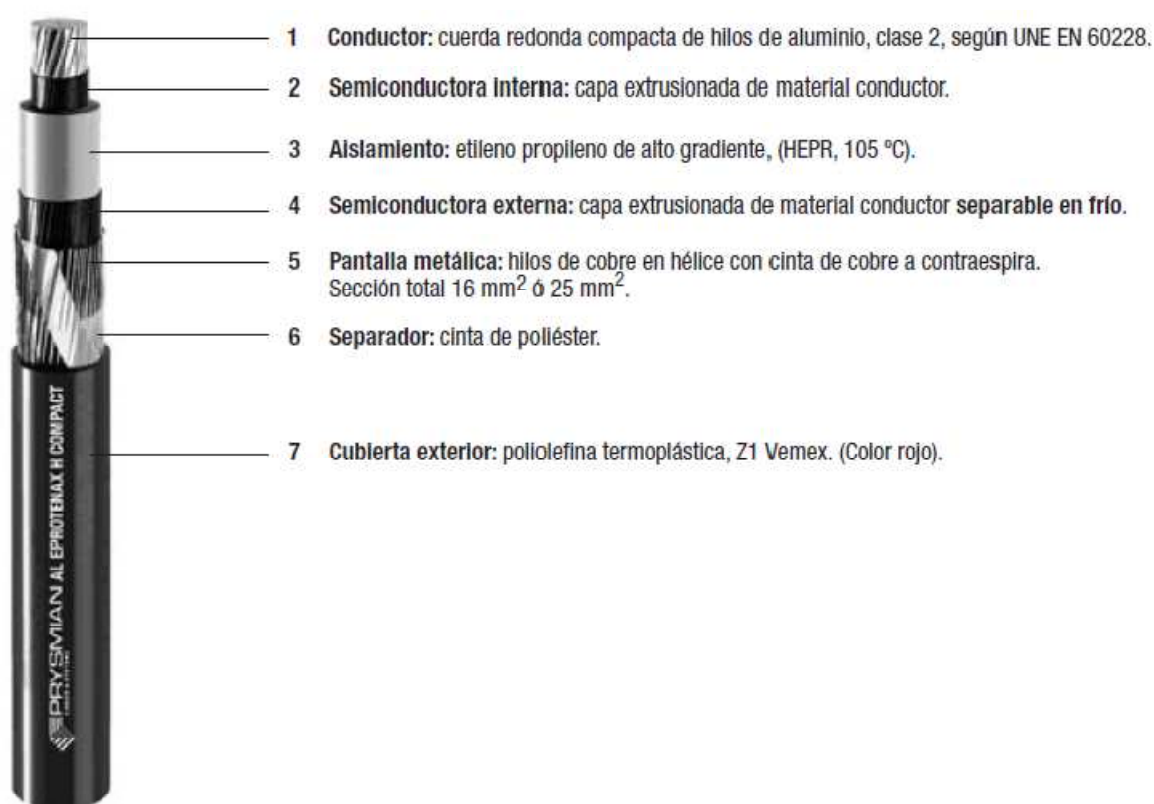 1 Conductor: cuerda redonda compacta de hilos de aluminio, clase 2, según UNE EN 60228.
2 Semiconductora interna: capa extrusionada de material conductor.
3 Aislamiento: etileno propileno de alto gradiente, (HEPR, 105 ºC).
4 Semiconductora externa: capa extrusionada de material conductor separable en frío.
5 Pantalla metálica: hilos de cobre en hélice con cinta de cobre a contraespira.
Sección total 16 mm² ó 25 mm².
6 Separador: cinta de poliéster.
7 Cubierta exterior: poliolefina termoplástica, Z1 Vemex. (Color rojo).
PRYSMIAN AL EPROTENAX H COMPACT